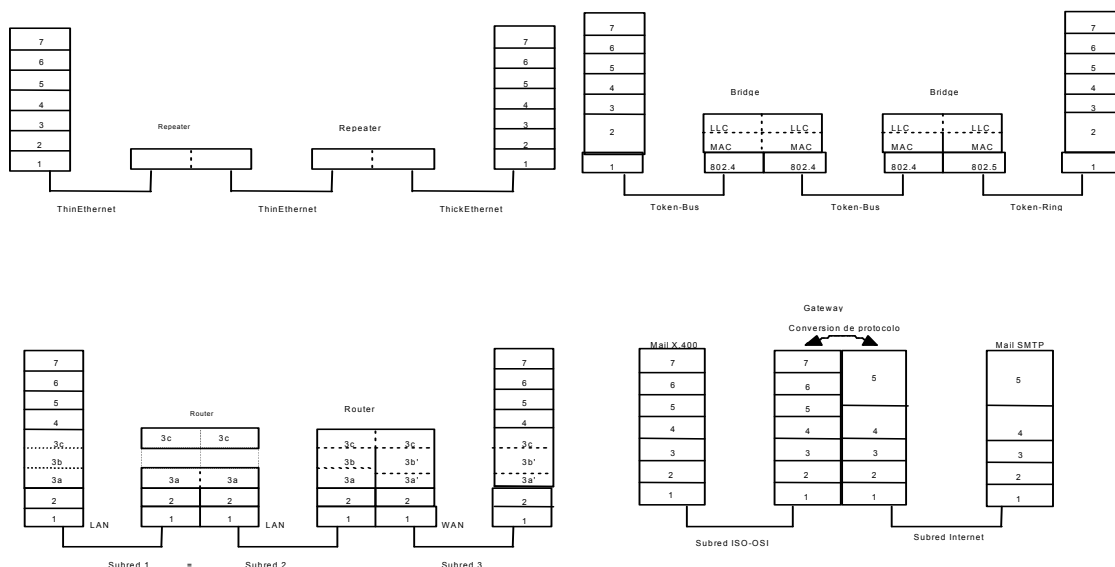 7
6
5
4
3
2
1
Repeater
Repeater
7
6
5
4
3
2
1
ThinEthernet
ThinEthernet
ThickEthernet
7
6
5
4
3
2
1
Bridge
LLC LLC
MAC MAC
802.4 802.4
Bridge
LLC LLC
MAC MAC
802.4 802.5
7
6
5
4
3
2
1
Token-Bus
Token-Bus
Token-Ring
7
6
5
4
3c
3b
3a
2
1
LAN
Router
3c 3c
3a 3a
2 2
1 1
LAN
Router
3c 3c
3b 3b'
3a 3a'
2 2
1 1
WAN
7
6
5
4
3c
3b'
3a'
2
1
Subred 1 = Subred 2
Subred 3
Gateway
Conversion de protocolo
Mail X.400
7
6
5
4
3
2
1
7
6
5
4
3
2
1
5
4
3
2
1
Mail SMTP
5
4
3
2
1
Subred ISO-OSI
Subred Internet